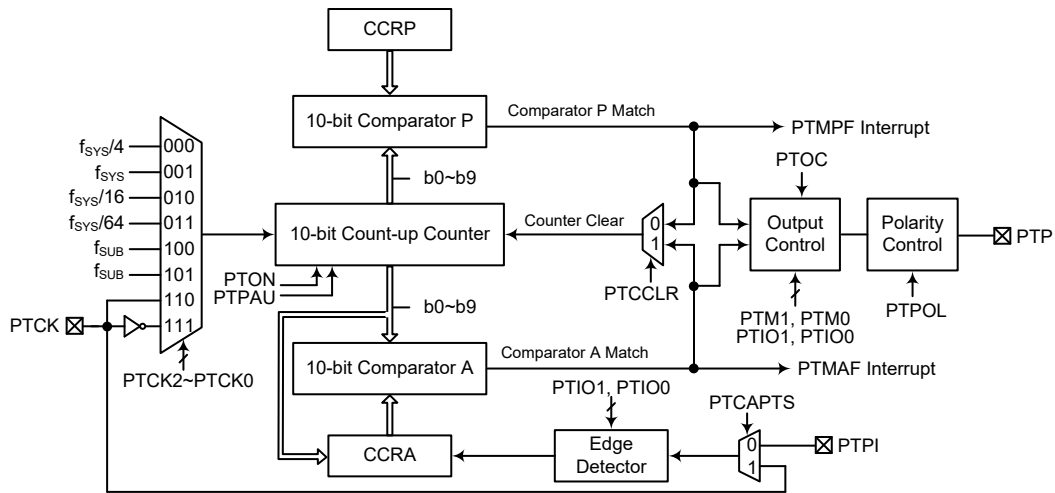 CCRP
10-bit Comparator P
Comparator P Match
PTMPF Interrupt
b0~b9
PTOC
fSYS/4
000
fSYS
001
fSYS/16
010
fSYS/64
011
fSUB
100
fSUB
101
110
111
10-bit Count-up Counter
Counter Clear
0
1
Output
Control
Polarity
Control
PTP
PTON
PTPAU
PTCCLR
PTM1, PTM0
PTIO1, PTIO0
PTPOL
b0~b9
PTCK
PTCK2~PTCK0
10-bit Comparator A
Comparator A Match
PTMAF Interrupt
PTIO1, PTIO0
PTCAPTS
CCRA
Edge
Detector
0
1
PTPI